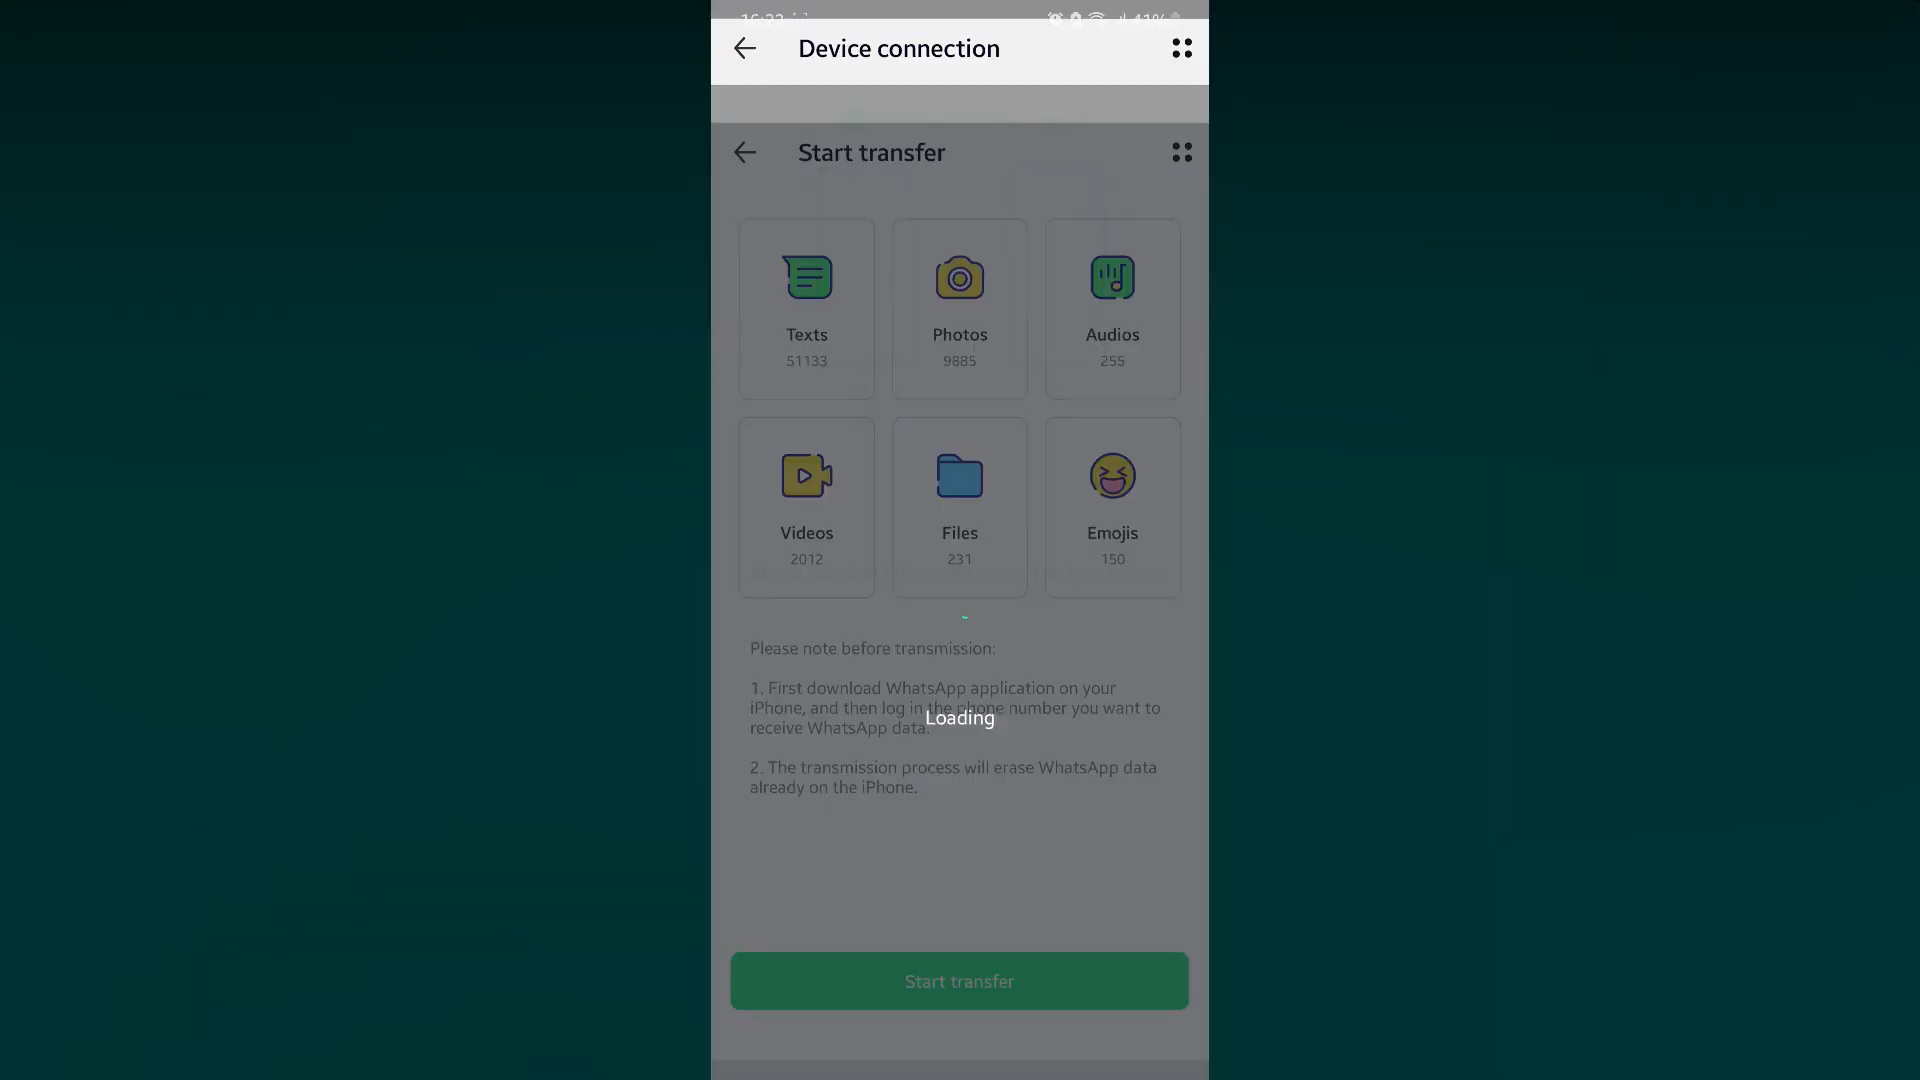 Device connection
Start transfer
Texts
51133
Photos
9885
Audios
255
Videos
2012
Files
231
Emojis
150
Please note before transmission:
1. First download WhatsApp application on your
iPhone, and then log in the phone number you want to
receive WhatsApp data.
Loading
2. The transmission process will erase WhatsApp data
already on the iPhone.
Start transfer